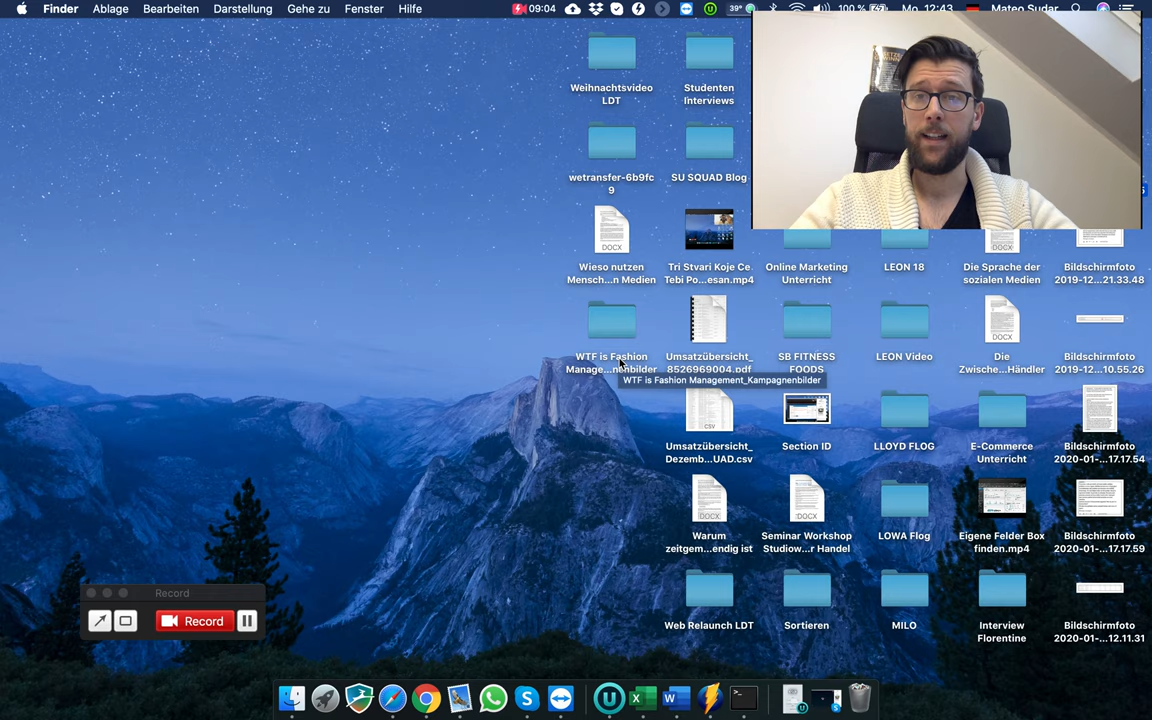 Finder Ablage Bearbeiten Darstellung Gehe zu Fenster Hilfe 09:04 39° 100 % Mo. 12:43 Mateo Sudar
Weihnachtsvideo
LDT
Studenten
Interviews
wetransfer-6b9fc
9
SU SQUAD Blog
DOCX
Wieso nutzen
Mensch...n Medien
Tri Stvari Koje Ce
Tebi Po...esan.mp4
Online Marketing
Unterricht
LEON 18
DOCX
Die Sprache der
sozialen Medien
Bildschirmfoto
2019-12...21.33.48
WTF is Fashion
Manage...nenbilder
Umsatzübersicht_
8526969004.pdf
SB FITNESS
FOODS
LEON Video
DOCX
Die
Zwische...Händler
Bildschirmfoto
2019-12...10.55.26
WTF is Fashion Management_Kampagnenbilder
CSV
Umsatzübersicht_
Dezemb...UAD.csv
Section ID
LLOYD FLOG
E-Commerce
Unterricht
Bildschirmfoto
2020-01-...17.17.54
DOCX
Warum
zeitgem...endig ist
DOCX
Seminar Workshop
Studiow...r Handel
LOWA Flog
Eigene Felder Box
finden.mp4
Bildschirmfoto
2020-01-...17.17.59
Web Relaunch LDT
Sortieren
MILO
Interview
Florentine
Bildschirmfoto
2020-01-...12.11.31
Record
Record